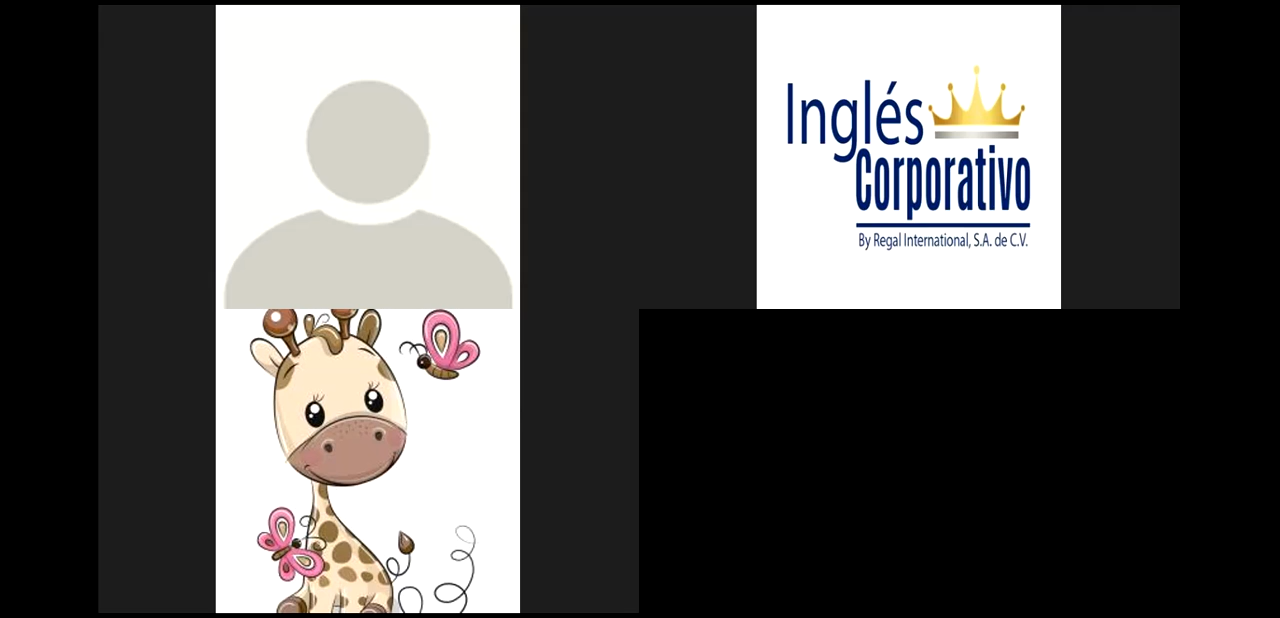 Inglés
Corporativo
By Regal International, S.A. de C.V.